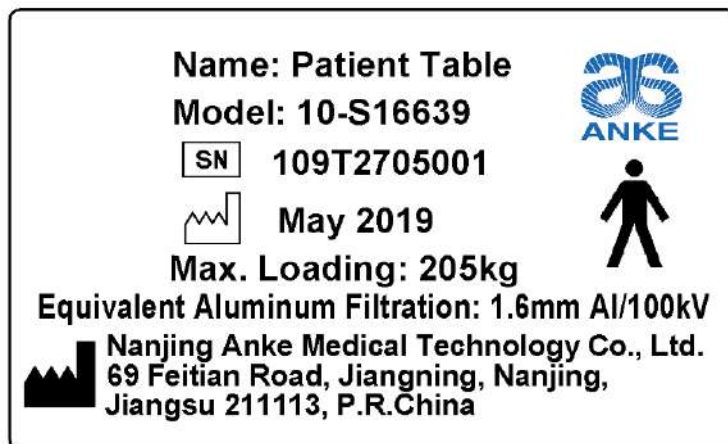 Name: Patient Table
ANKE
Model: 10-S16639
SN 109T2705001
May 2019
Max. Loading: 205kg
Equivalent Aluminum Filtration: 1.6mm Al/100kV
Nanjing Anke Medical Technology Co., Ltd.
69 Feitian Road, Jiangning, Nanjing,
Jiangsu 211113, P.R.China